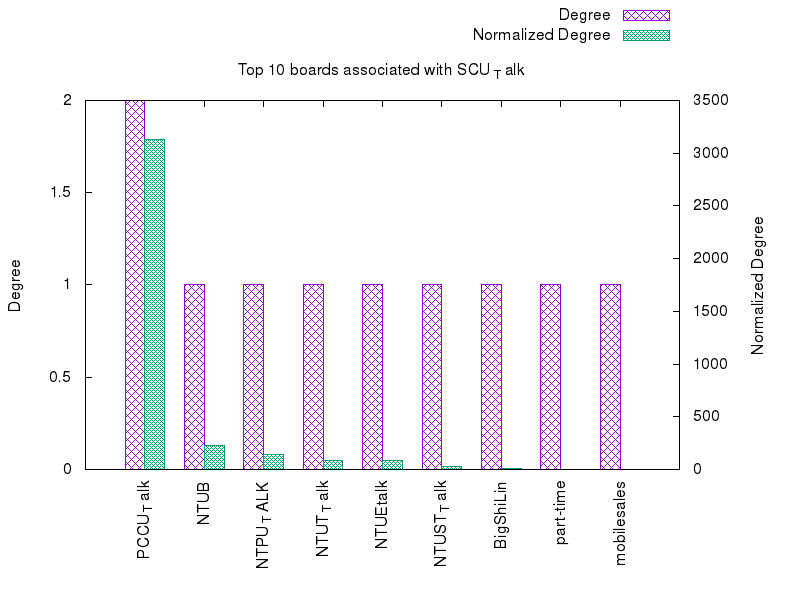 Degree
Normalized Degree
Top 10 boards associated with SCU_T alk
2
1.5
1
0.5
0
3500
3000
2500
2000
1500
1000
500
0
Degree
Normalized Degree
PCCU_T alk
NTUB
NTPU_T ALK
NTUT_T alk
NTUEtalk
NTUST_T alk
BigShiLin
part-time
mobilesales